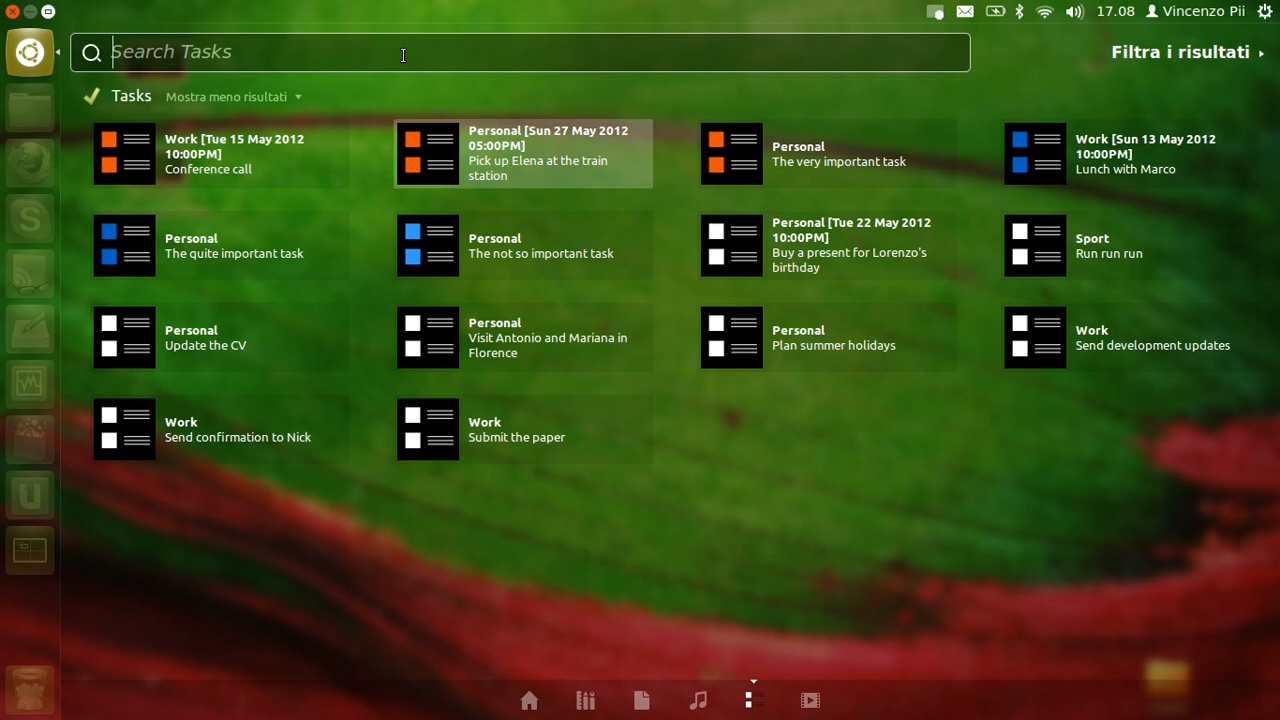 17.08 Vincenzo Pii
Search Tasks
Filtra i risultati
Tasks Mostra meno risultati
Work [Tue 15 May 2012
10:00PM]
Conference call
Personal [Sun 27 May 2012
05:00PM]
Pick up Elena at the train
station
Personal
The very important task
Work [Sun 13 May 2012
10:00PM]
Lunch with Marco
Personal
The quite important task
Personal
The not so important task
Personal [Tue 22 May 2012
10:00PM]
Buy a present for Lorenzo's
birthday
Sport
Run run run
Personal
Update the CV
Personal
Visit Antonio and Mariana in
Florence
Personal
Plan summer holidays
Work
Send development updates
Work
Send confirmation to Nick
Work
Submit the paper